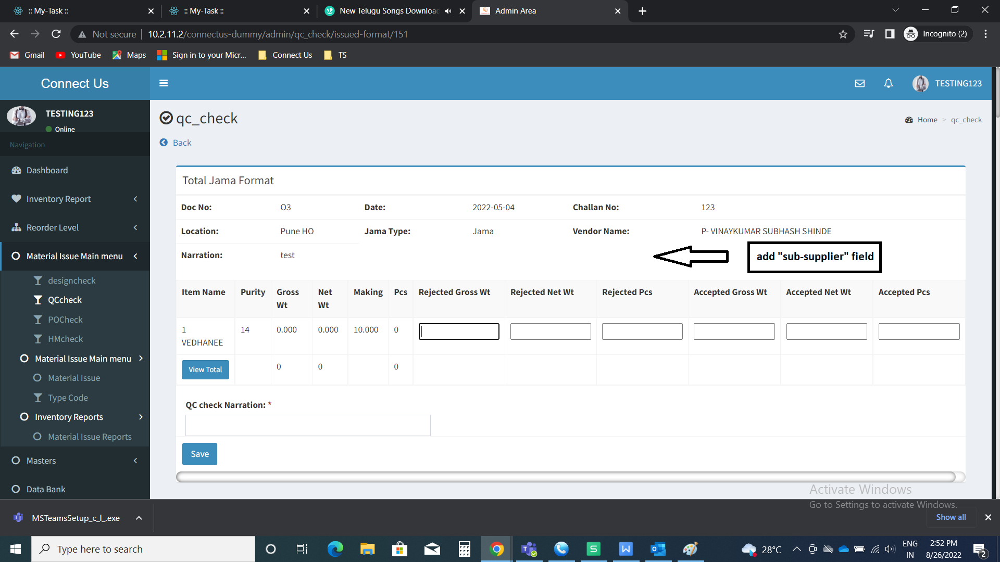 :: My-Task ::
:: My-Task ::
New Telugu Songs Download
Admin Area
Not secure
10.2.11.2/connectus-dummy/admin/qc_check/issued-format/151
Incognito (2)
Gmail
YouTube
Maps
Sign in to your Micr...
Connect Us
TS
Connect Us
TESTING123
TESTING123
Online
Navigation
Dashboard
Inventory Report
Reorder Level
Material Issue Main menu
designcheck
QCcheck
POCheck
HMcheck
Material Issue Main menu
Material Issue
Type Code
Inventory Reports
Material Issue Reports
Masters
Data Bank
qc_check
Home > qc_check
Back
Total Jama Format
Doc No: O3 Date: 2022-05-04 Challan No: 123
Location: Pune HO Jama Type: Jama Vendor Name: P- VINAYKUMAR SUBHASH SHINDE
Narration: test
add "sub-supplier" field
Item Name Purity Gross Wt Net Wt Making Pcs Rejected Gross Wt Rejected Net Wt Rejected Pcs Accepted Gross Wt Accepted Net Wt Accepted Pcs
1 VEDHANEE 14 0.000 0.000 10.000 0
View Total 0 0 0
QC check Narration: *
Save
Activate Windows
Go to Settings to activate Windows.
MSTeamsSetup_c_l_.exe
Show all
Type here to search
28°C
ENG
IN
2:52 PM
8/26/2022
2